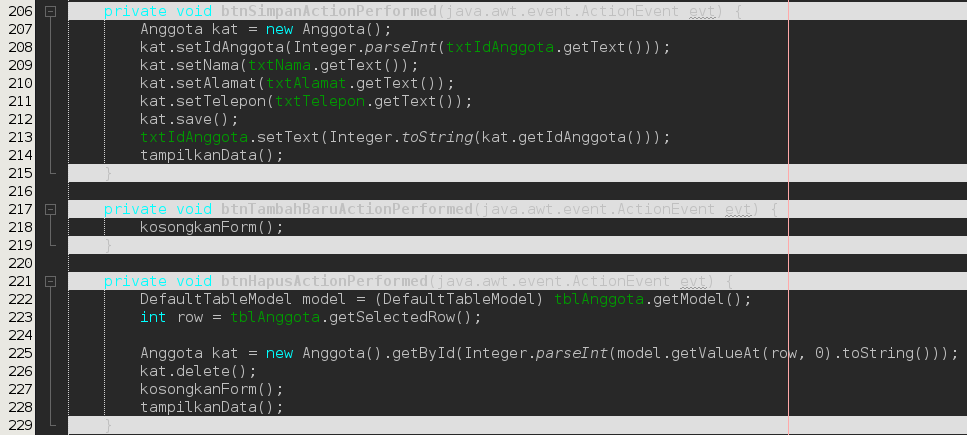 206 private void btnSimpanActionPerformed(java.awt.event.ActionEvent evt) {
207 Anggota kat = new Anggota();
208 kat.setIdAnggota(Integer.parseInt(txtIdAnggota.getText()));
209 kat.setNama(txtNama.getText());
210 kat.setAlamat(txtAlamat.getText());
211 kat.setTelepon(txtTelepon.getText());
212 kat.save();
213 txtIdAnggota.setText(Integer.toString(kat.getIdAnggota()));
214 tampilkanData();
215 }
216
217 private void btnTambahBaruActionPerformed(java.awt.event.ActionEvent evt) {
218 kosongkanForm();
219 }
220
221 private void btnHapusActionPerformed(java.awt.event.ActionEvent evt) {
222 DefaultTableModel model = (DefaultTableModel) tblAnggota.getModel();
223 int row = tblAnggota.getSelectedRow();
224
225 Anggota kat = new Anggota().getById(Integer.parseInt(model.getValueAt(row, 0).toString()));
226 kat.delete();
227 kosongkanForm();
228 tampilkanData();
229 }